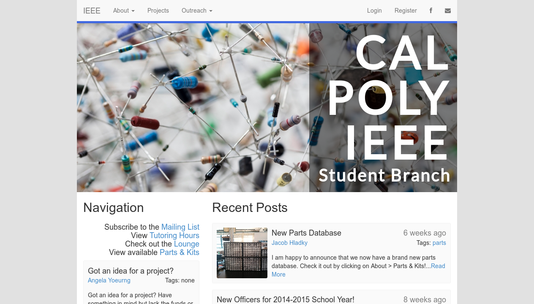 IEEE About Projects Outreach Login Register
CAL
POLY
IEEE
Student Branch
Navigation
Subscribe to the Mailing List
View Tutoring Hours
Check out the Lounge
View available Parts & Kits
Got an idea for a project?
Angela Yoeurng Tags: none
Got an idea for a project? Have
something in mind but lack the funds or
Recent Posts
New Parts Database 6 weeks ago
Jacob Hladky Tags: parts
I am happy to announce that we now have a brand new parts
database. Check it out by clicking on About > Parts & Kits!...Read
More
New Officers for 2014-2015 School Year! 8 weeks ago